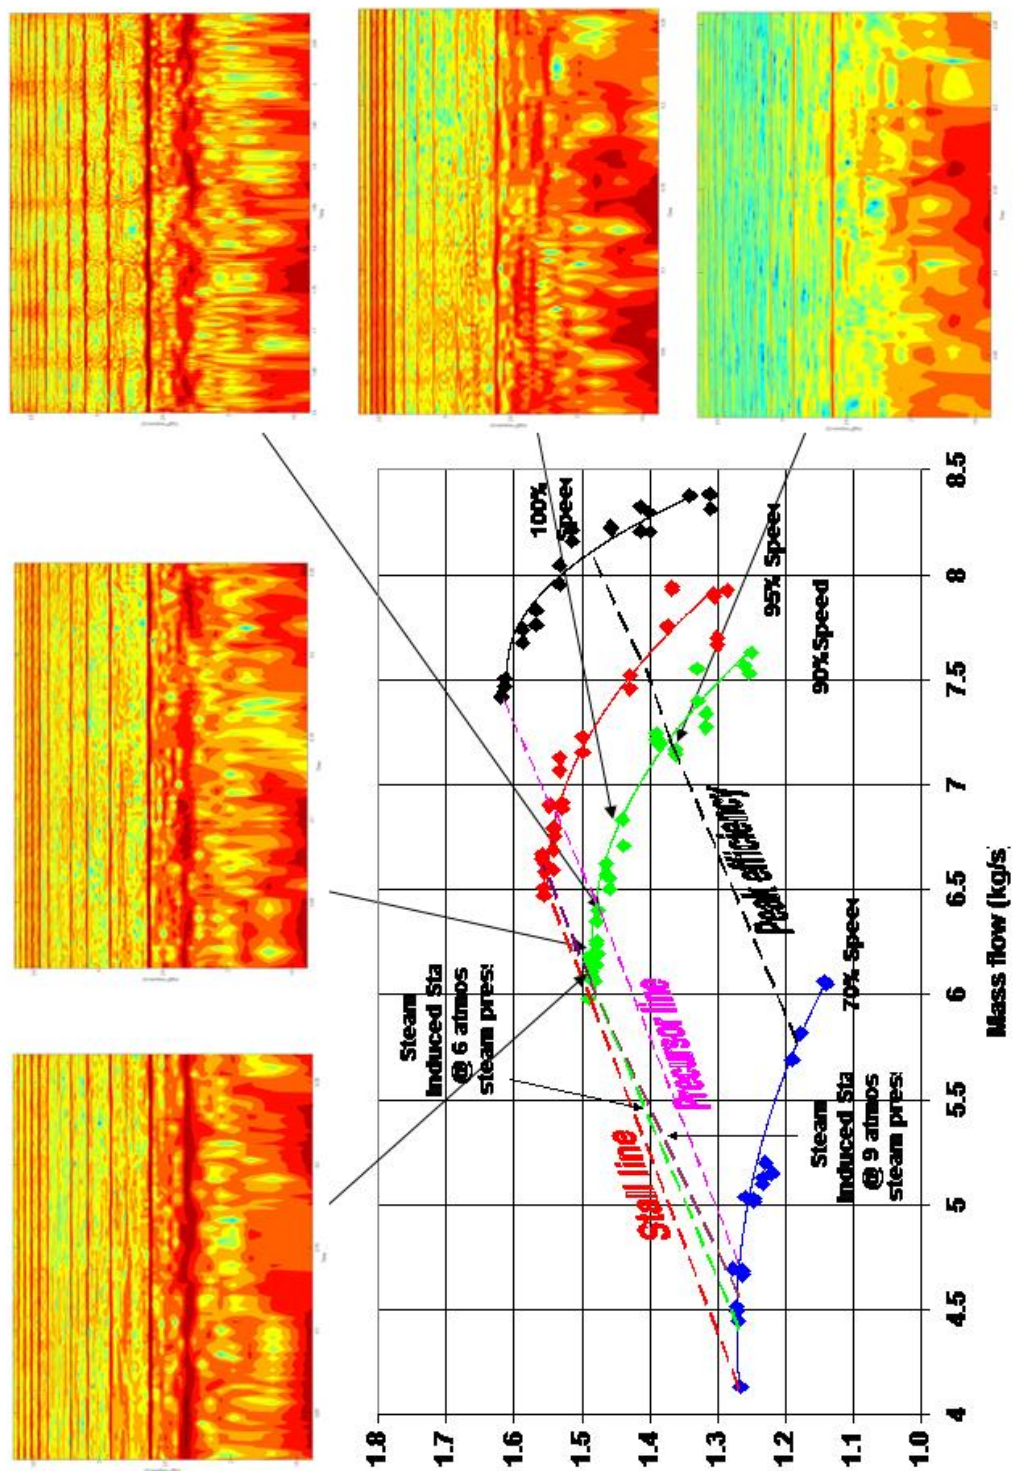 100%
Speed
95% Speed
90%Speed
70% Speed
Peak efficiency
Precursor line
Stall line
Steam
Induced Sta
@ 6 atmos
steam pres
Steam
Induced Sta
@ 9 atmos
steam pres
1.8
1.7
1.6
1.5
1.4
1.3
1.2
1.1
1.0
4
4.5
5
5.5
6
6.5
7
7.5
8
8.5
Mass flow (kg/s